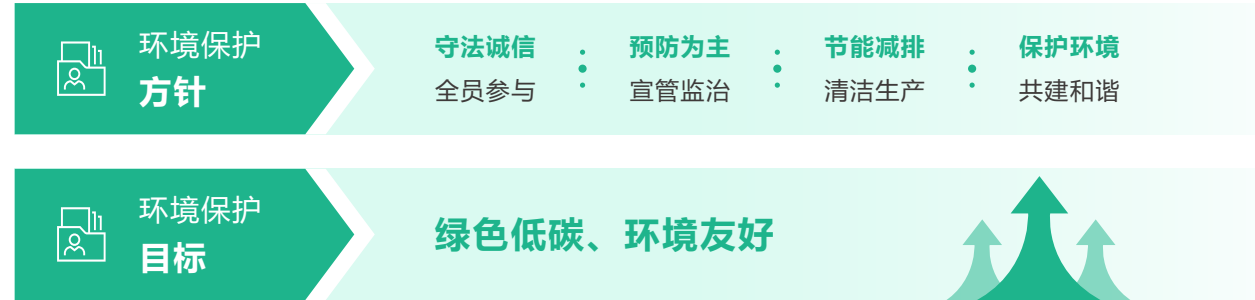 环境保护
方针
守法诚信 预防为主 节能减排 保护环境
全员参与 宣管监治 清洁生产 共建和谐
环境保护
目标
绿色低碳、环境友好